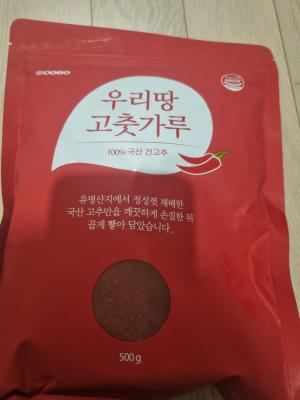 우리땅
고춧가루
100% 국산 건고추
유명산지에서 정성껏 재배한
국산 고추만을 깨끗하게 손질한 뒤
곱게 빻아 담았습니다.
500g